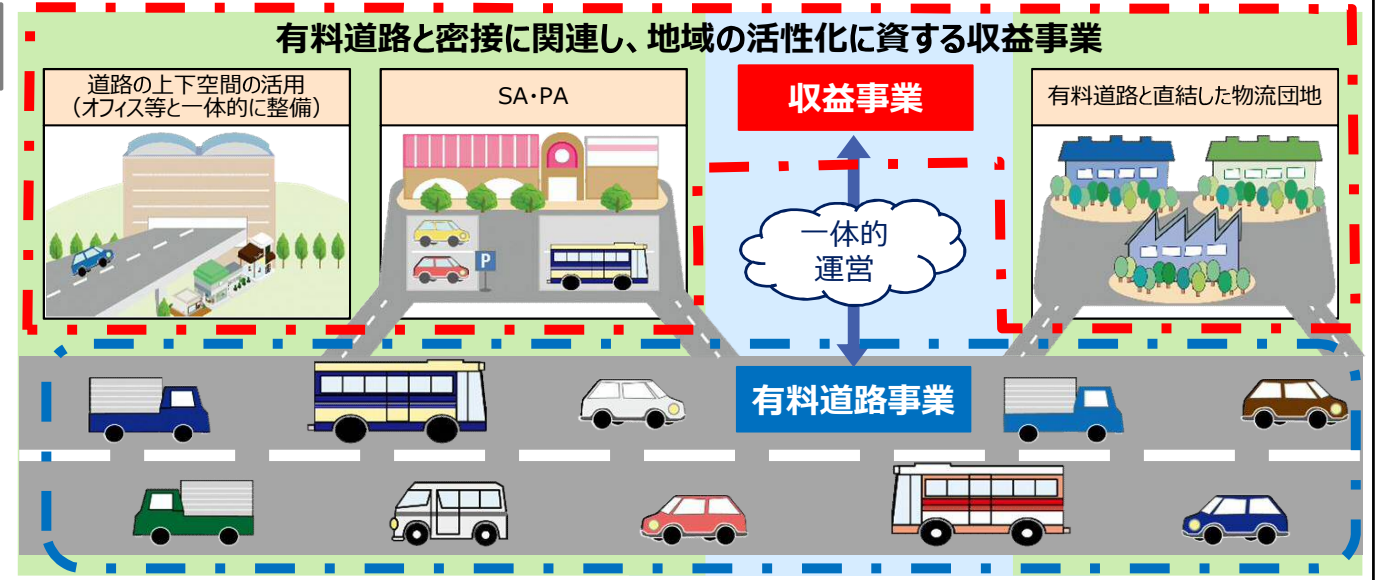 有料道路と密接に関連し、地域の活性化に資する収益事業
道路の上下空間の活用
（オフィス等と一体的に整備）
SA・PA
収益事業
有料道路と直結した物流団地
P
一体的
運営
有料道路事業